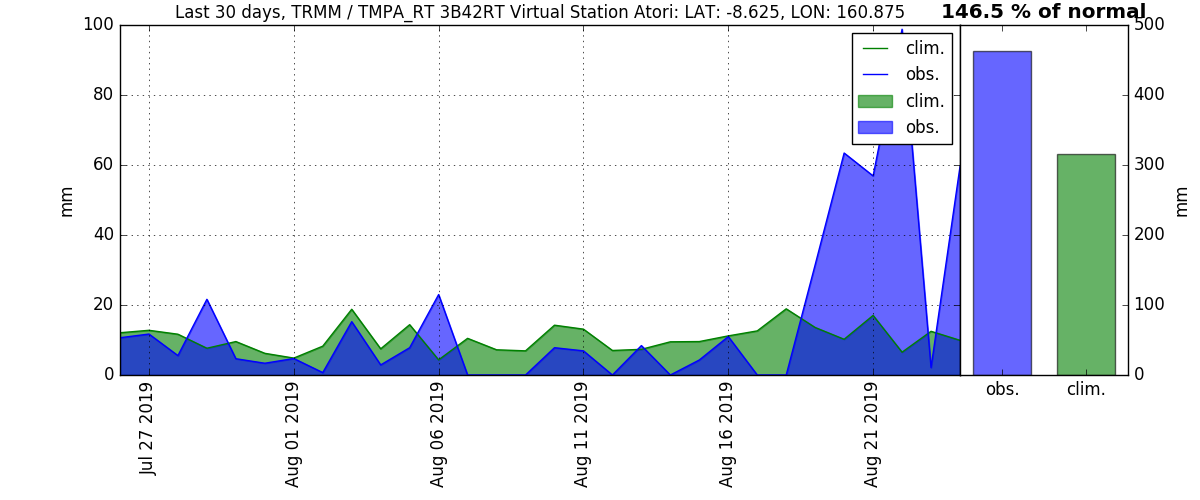 Last 30 days, TRMM / TMPA_RT 3B42RT Virtual Station Atori: LAT: -8.625, LON: 160.875
146.5 % of normal
100
80
60
40
20
0
mm
clim.
obs.
clim.
obs.
Jul 27 2019
Aug 01 2019
Aug 06 2019
Aug 11 2019
Aug 16 2019
Aug 21 2019
500
400
300
200
100
0
mm
obs.
clim.